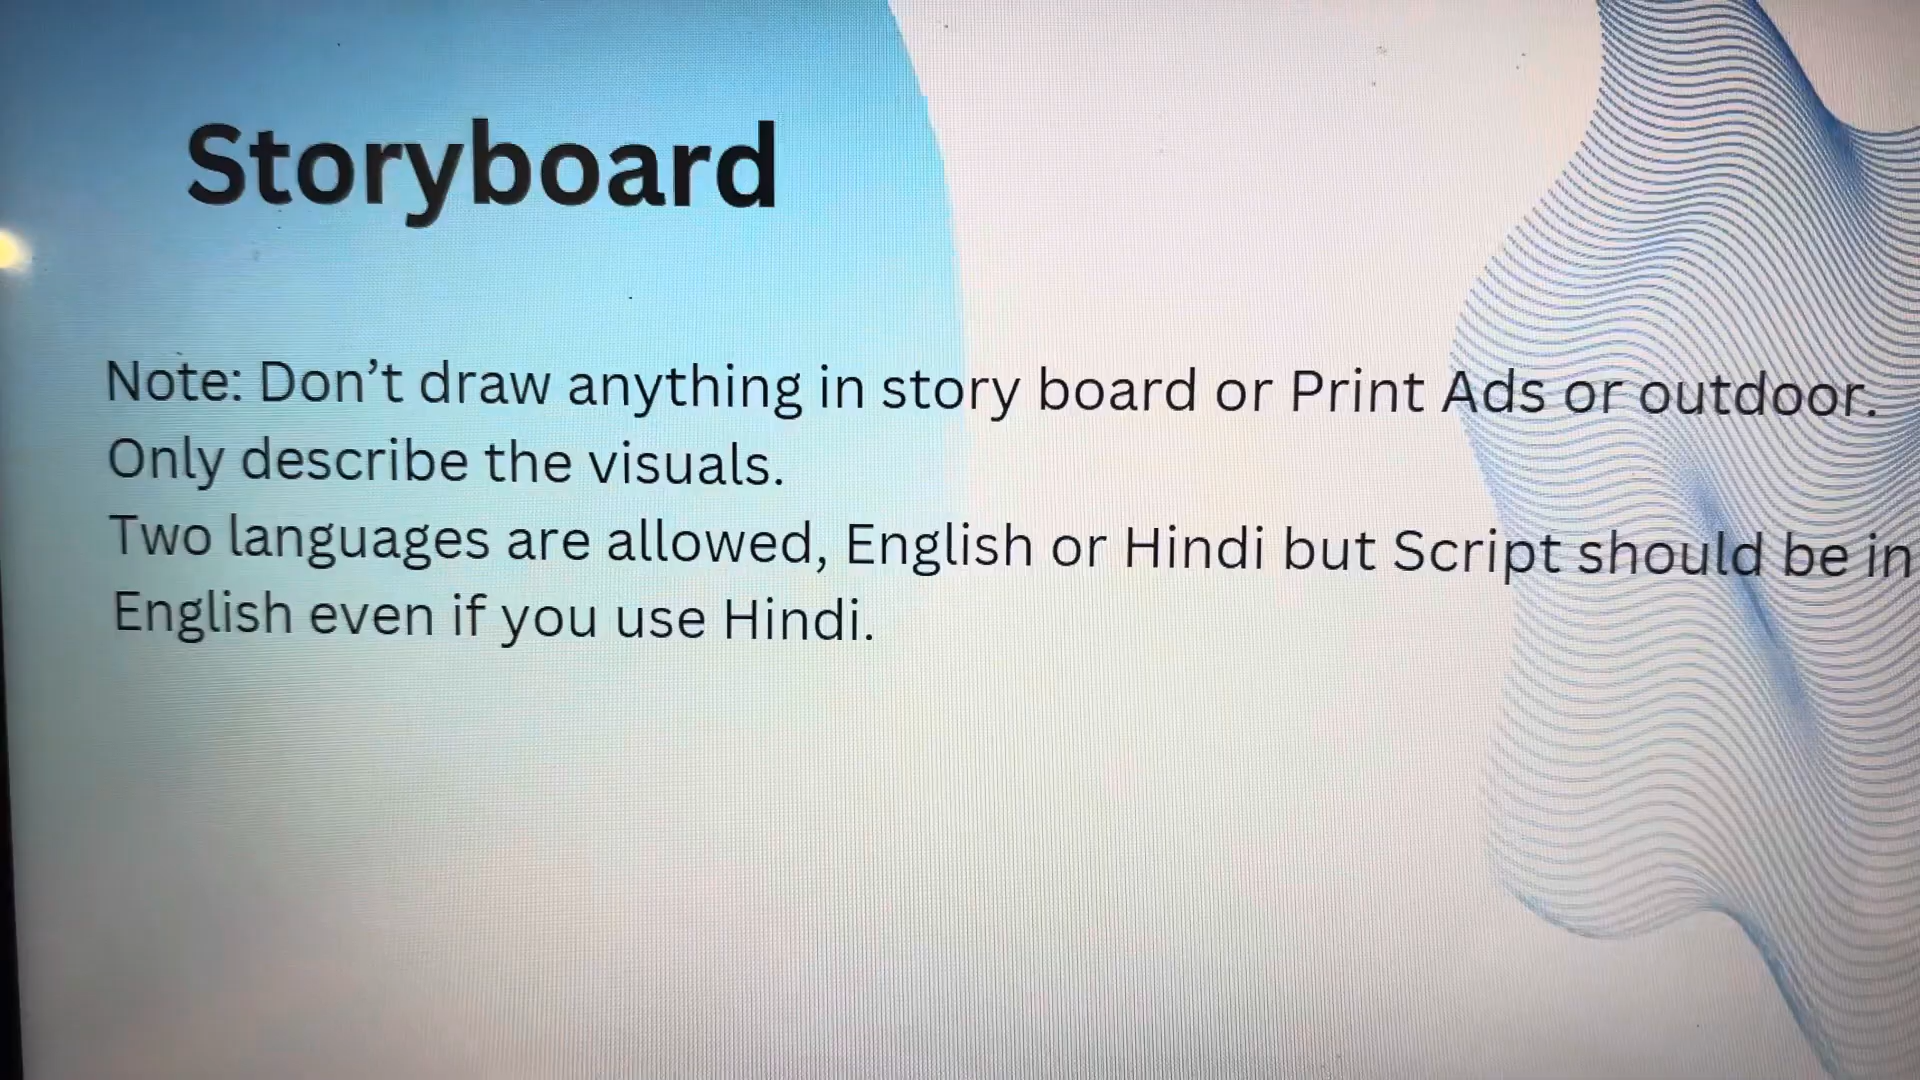 Storyboard
Note: Don’t draw anything in story board or Print Ads or outdoor.
Only describe the visuals.
Two languages are allowed, English or Hindi but Script should be in
English even if you use Hindi.